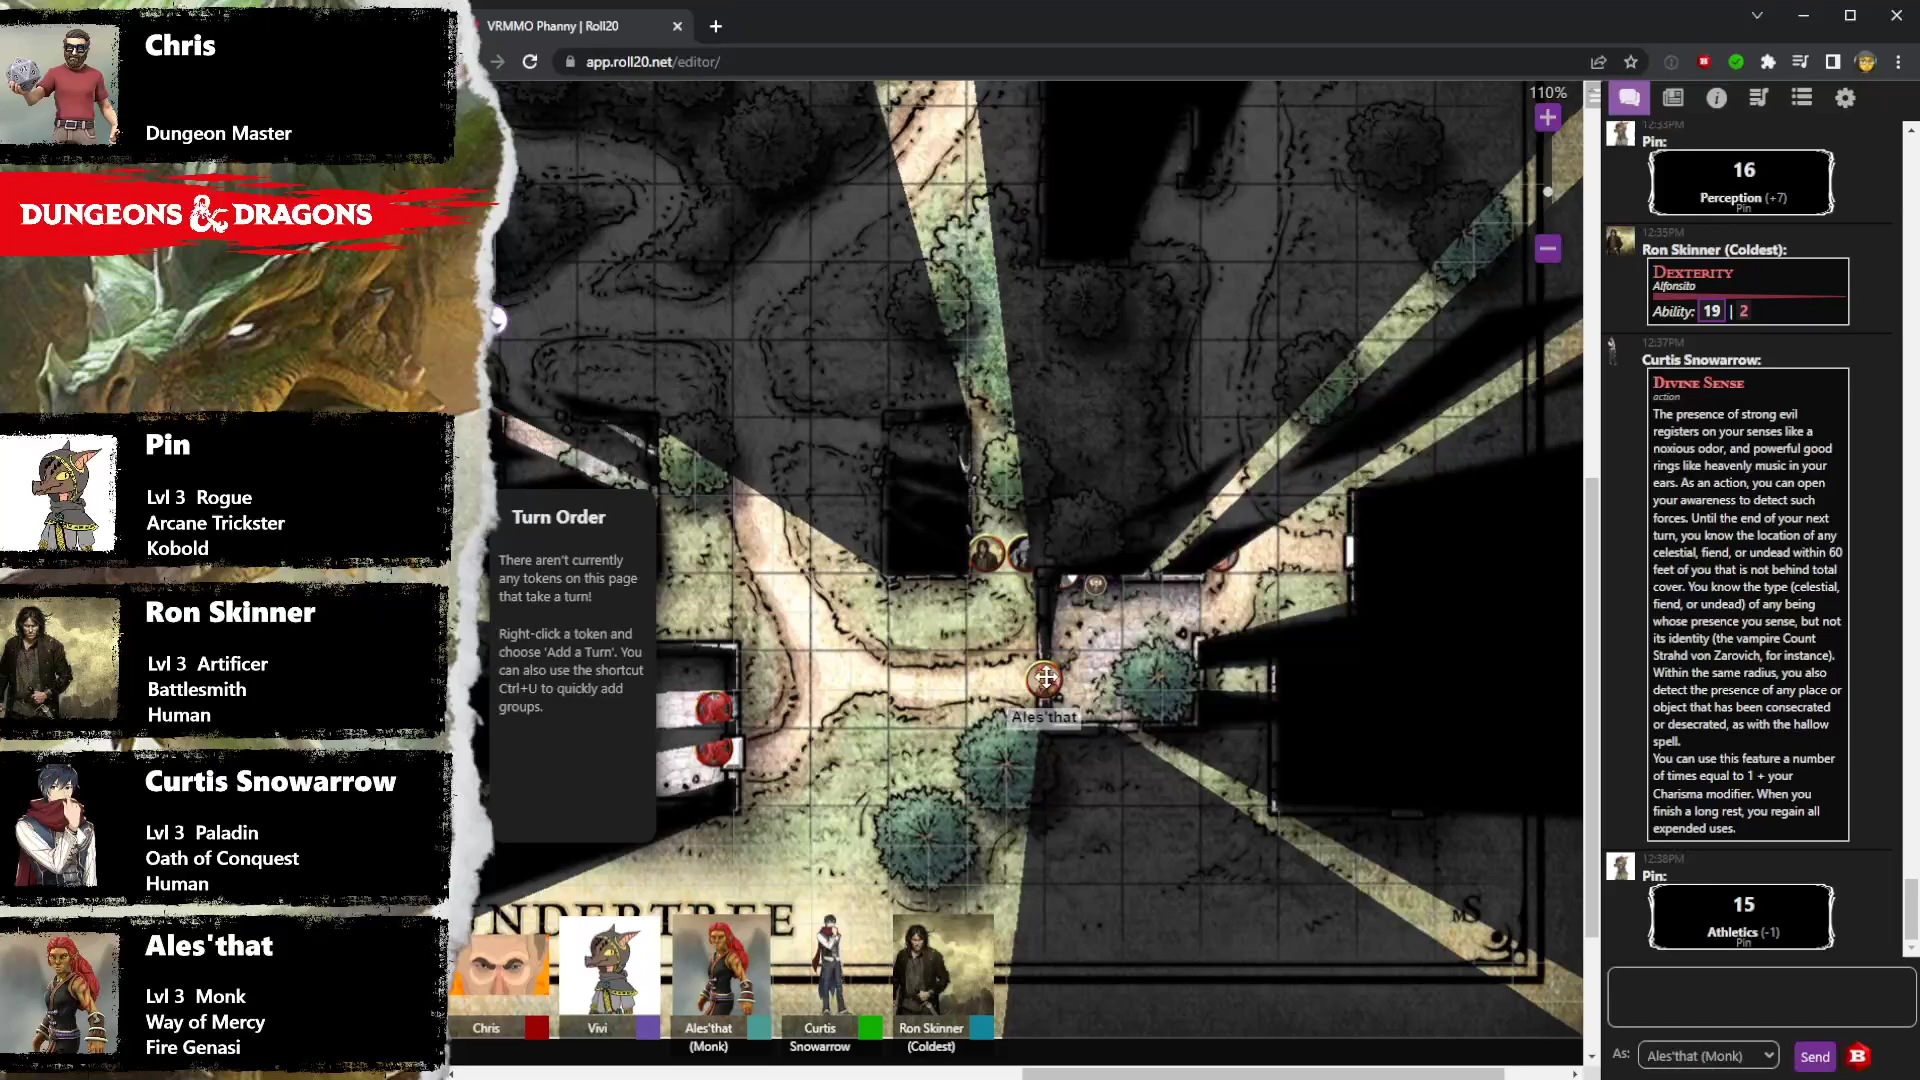 Chris
Dungeon Master
DUNGEONS & DRAGONS
Pin
Lvl 3 Rogue
Arcane Trickster
Kobold
Ron Skinner
Lvl 3 Artificer
Battlesmith
Human
Curtis Snowarrow
Lvl 3 Paladin
Oath of Conquest
Human
Ales'that
Lvl 3 Monk
Way of Mercy
Fire Genasi
VRMMO Phanny | Roll20
app.roll20.net/editor/
110%
Turn Order
There aren't currently
any tokens on this page
that take a turn!
Right-click a token and
choose 'Add a Turn'. You
can also use the shortcut
Ctrl+U to quickly add
groups.
Ales'that
NDERTREE
MS
Chris
Vivi
Ales'that
(Monk)
Curtis
Snowarrow
Ron Skinner
(Coldest)
12:33PM
Pin:
16
Perception (+7)
Pin
12:35PM
Ron Skinner (Coldest):
Dexterity
Alfonsito
Ability: 19 | 2
12:37PM
Curtis Snowarrow:
Divine Sense
action
The presence of strong evil
registers on your senses like a
noxious odor, and powerful good
rings like heavenly music in your
ears. As an action, you can open
your awareness to detect such
forces. Until the end of your next
turn, you know the location of any
celestial, fiend, or undead within 60
feet of you that is not behind total
cover. You know the type (celestial,
fiend, or undead) of any being
whose presence you sense, but not
its identity (the vampire Count
Strahd von Zarovich, for instance).
Within the same radius, you also
detect the presence of any place or
object that has been consecrated
or desecrated, as with the hallow
spell.
You can use this feature a number
of times equal to 1 + your
Charisma modifier. When you
finish a long rest, you regain all
expended uses.
12:38PM
Pin:
15
Athletics (-1)
Pin
As:
Ales'that (Monk)
Send
B